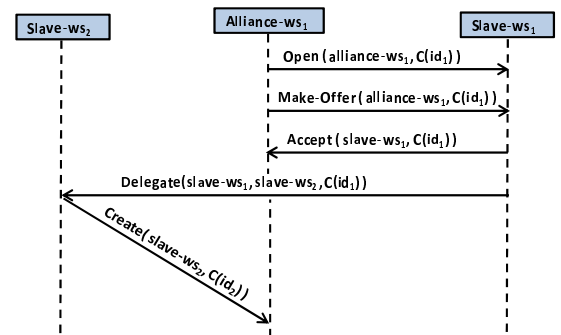 Slave-ws₂
Alliance-ws₁
Slave-ws₁
Open (alliance-ws₁, C(id₁) )
Make-Offer ( alliance-ws₁, C(id₁) )
Accept ( slave-ws₁, C(id₁) )
Delegate(slave-ws₁, slave-ws₂, C(id₁))
Create( slave-ws₂, C(id₂))